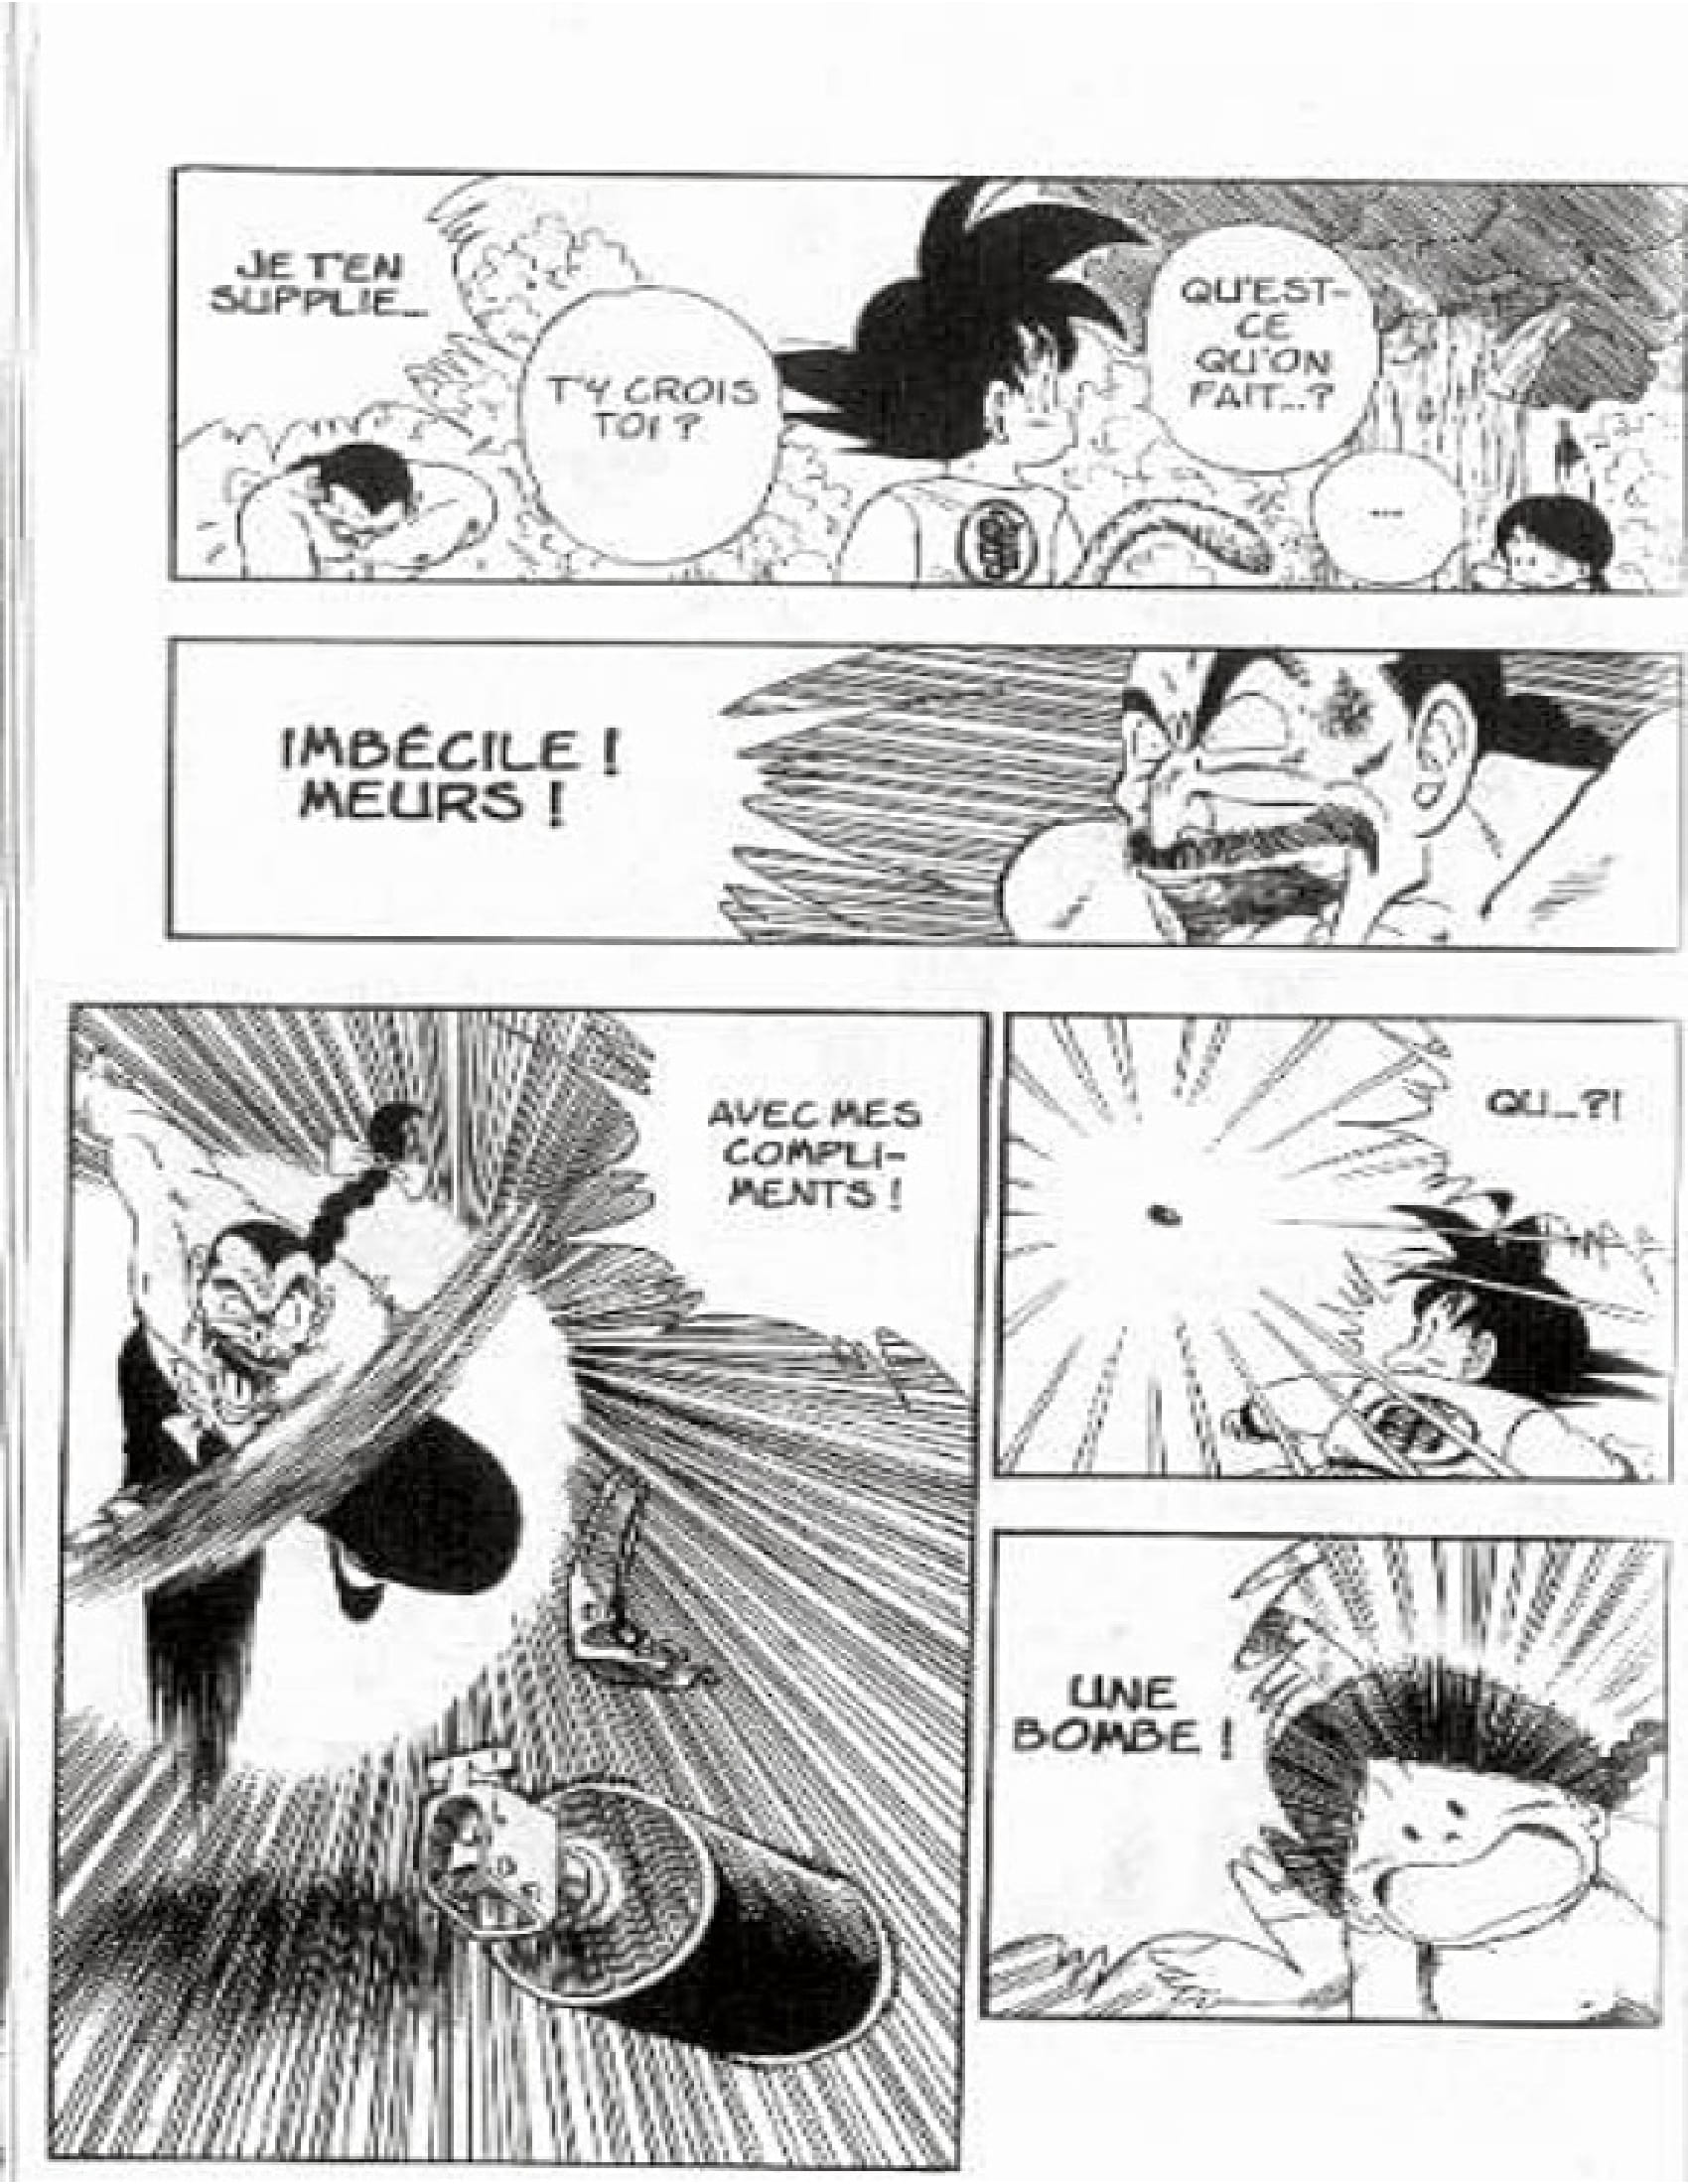 JE T'EN
SUPPLIE...
T'Y CROIS
TOI ?
QU'EST-
CE
QU'ON
FAIT...?
...
IMBÉCILE !
MEURS !
AVEC MES
COMPLI-
MENTS !
QU...?!
UNE
BOMBE !